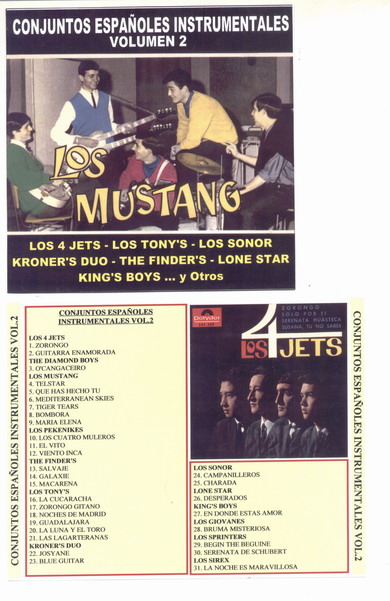 CONJUNTOS ESPAÑOLES INSTRUMENTALES
VOLUMEN 2
LOS
MUSTANG
LOS 4 JETS - LOS TONY'S - LOS SONOR
KRONER'S DUO - THE FINDER'S - LONE STAR
KING'S BOYS ... y Otros
CONJUNTOS ESPAÑOLES INSTRUMENTALES VOL.2
CONJUNTOS ESPAÑOLES
INSTRUMENTALES VOL.2
LOS 4 JETS
1. ZORONGO
2. GUITARRA ENAMORADA
THE DIAMOND BOYS
3. O'CANGACEIRO
LOS MUSTANG
4. TELSTAR
5. QUE HAS HECHO TU
6. MEDITERRANEAN SKIES
7. TIGER TEARS
8. BOMBORA
9. MARIA ELENA
LOS PEKENIKES
10. LOS CUATRO MULEROS
11. EL VITO
12. VIENTO INCA
THE FINDER'S
13. SALVAJE
14. GALAXIE
15. MACARENA
LOS TONY'S
16. LA CUCARACHA
17. ZORONGO GITANO
18. NOCHES DE MADRID
19. GUADALAJARA
20. LA LUNA Y EL TORO
21. LAS LAGARTERANAS
KRONER'S DUO
22. JOSYANE
23. BLUE GUITAR
Polydor
ZORONGO
SOLO POR TI
SERENATA HUASTECA
SUSANA, TU NO SABES
LOS 4 JETS
LOS SONOR
24. CAMPANILLEROS
25. CHARADA
LONE STAR
26. DESPERADOS
KING'S BOYS
27. EN DONDE ESTAS AMOR
LOS GIOVANES
28. BRUMA MISTERIOSA
LOS SPRINTERS
29. BEGIN THE BEGUINE
30. SERENATA DE SCHUBERT
LOS SIREX
31. LA NOCHE ES MARAVILLOSA
CONJUNTOS ESPAÑOLES INSTRUMENTALES VOL.2